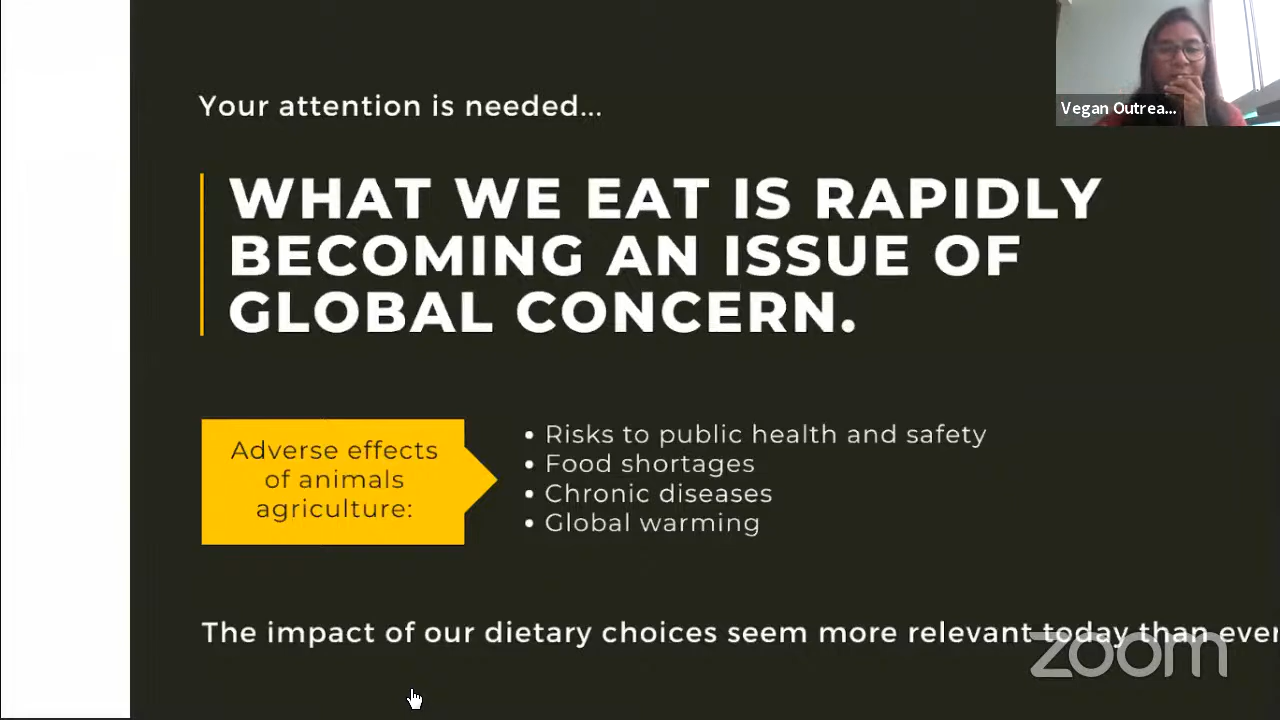 Your attention is needed...
Vegan Outrea...
WHAT WE EAT IS RAPIDLY
BECOMING AN ISSUE OF
GLOBAL CONCERN.
Adverse effects
of animals
agriculture:
• Risks to public health and safety
• Food shortages
• Chronic diseases
• Global warming
The impact of our dietary choices seem more relevant today than ever
zoom